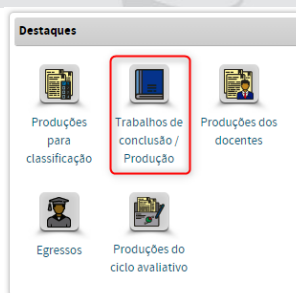 Destaques
Produções
para
classificação
Trabalhos de
conclusão /
Produção
Produções dos
docentes
Egressos
Produções do
ciclo avaliativo